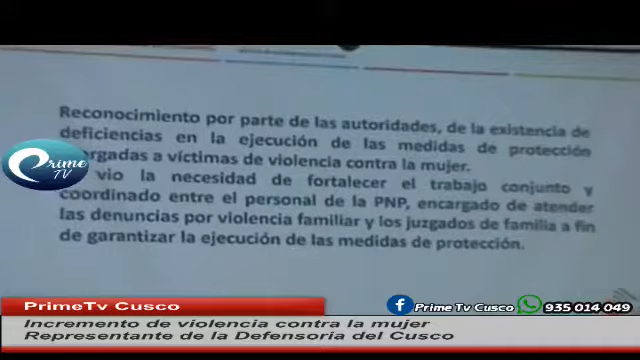 Reconocimiento por parte de las autoridades, de la existencia de
deficiencias en la ejecución de las medidas de protección
a víctimas de violencia contra la mujer.
la necesidad de fortalecer el trabajo conjunto y
coordinado entre el personal de la PNP, encargado de atender
las denuncias por violencia familiar y los juzgados de familia a fin
de garantizar la ejecución de las medidas de protección.
Prime
TV
PrimeTv Cusco
Prime Tv Cusco 935 014 049
Incremento de violencia contra la mujer
Representante de la Defensoria del Cusco